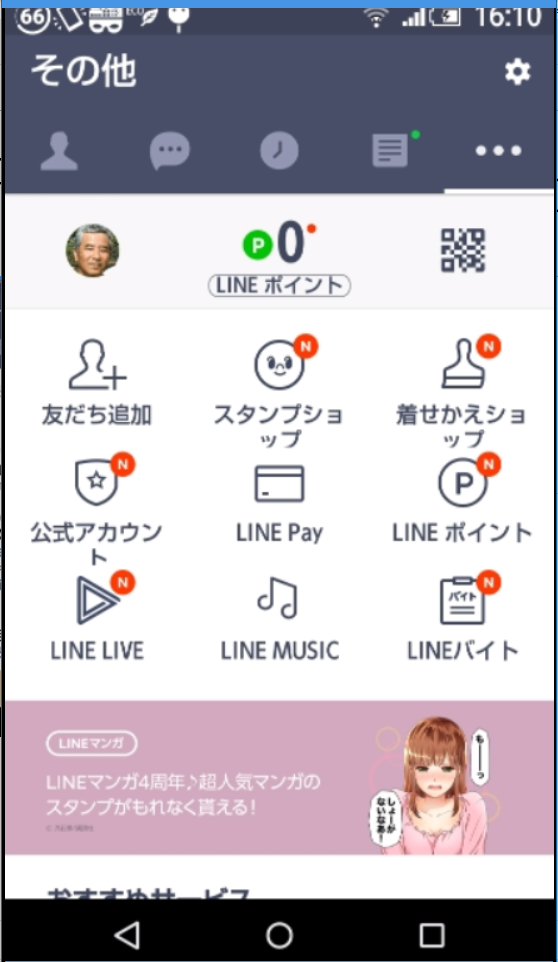 66
ECO
16:10
その他
P 0
LINE ポイント
N
N
友だち追加
スタンプショ
ップ
着せかえショ
ップ
N
P
N
公式アカウン
ト
LINE Pay
LINE ポイント
N
バイト
N
LINE LIVE
LINE MUSIC
LINEバイト
LINEマンガ
LINEマンガ4周年♪超人気マンガの
スタンプがもれなく貰える!
も──っ
しょーが
ないなあ!
おすすめサービス